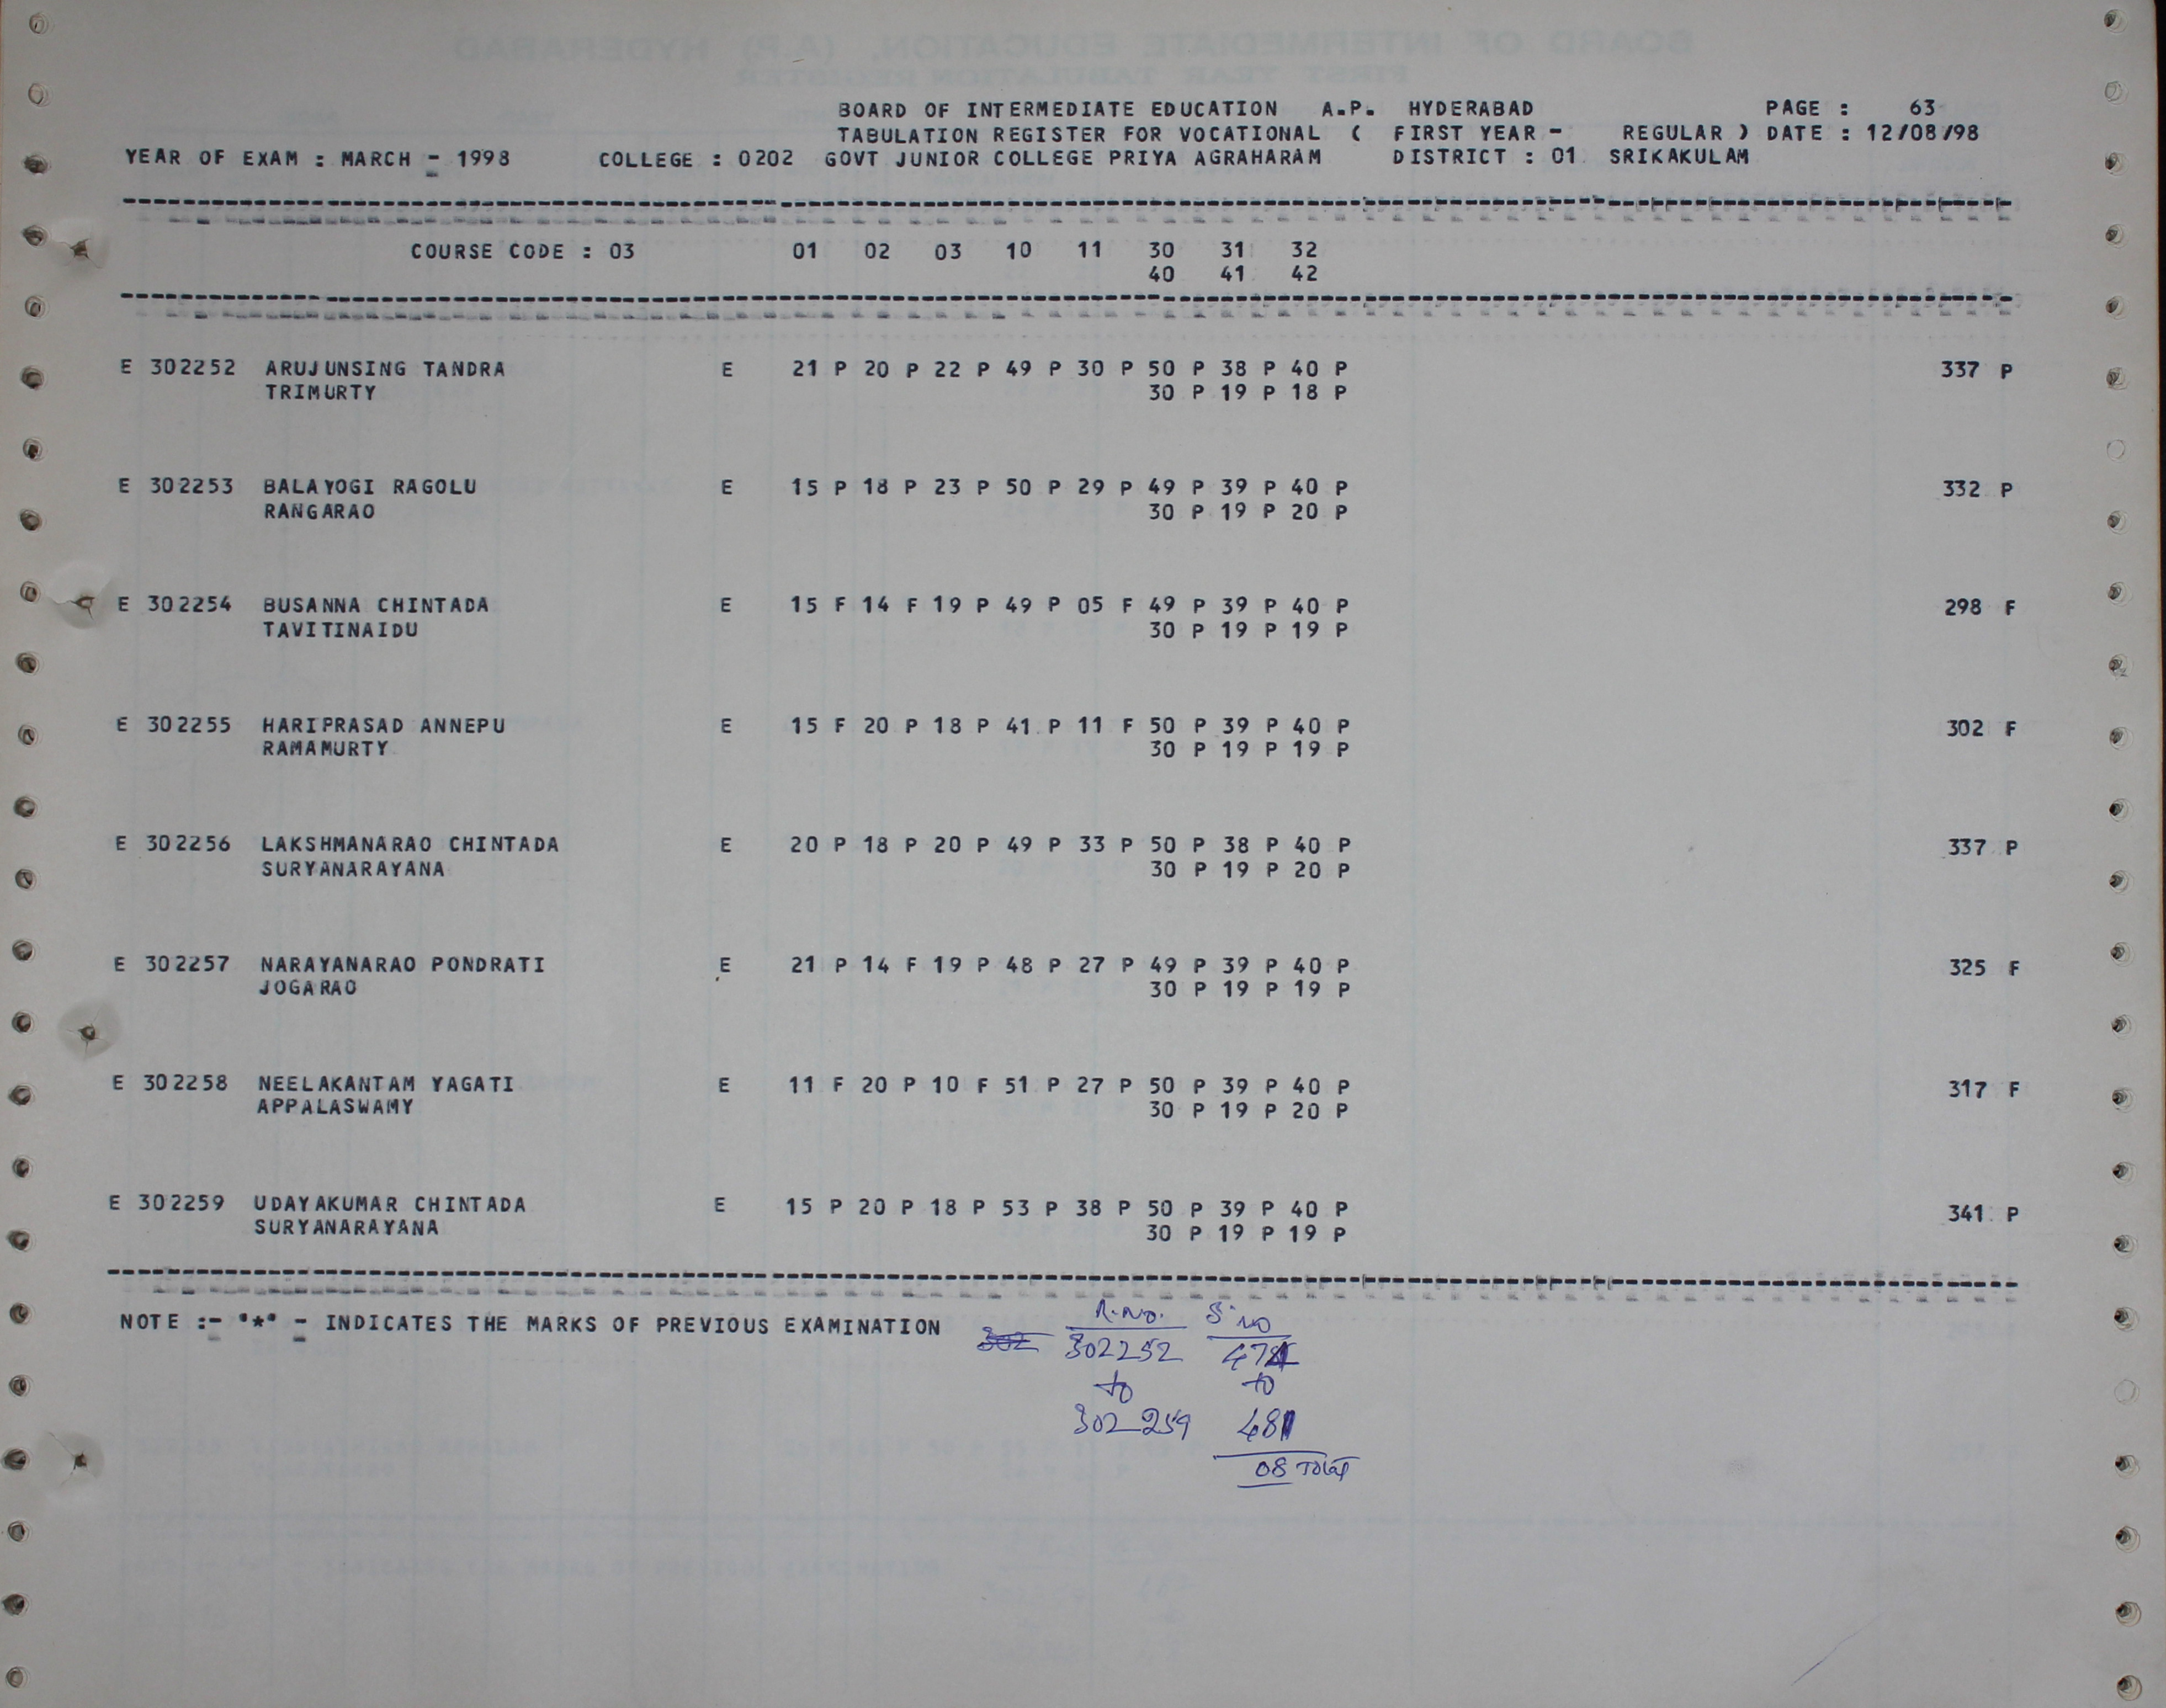 BOARD OF INTERMEDIATE EDUCATION A.P. HYDERABAD PAGE : 63
TABULATION REGISTER FOR VOCATIONAL ( FIRST YEAR - REGULAR ) DATE : 12/08/98
YEAR OF EXAM : MARCH - 1998 COLLEGE : 0202 GOVT JUNIOR COLLEGE PRIYA AGRAHARAM DISTRICT : 01 SRIKAKULAM
COURSE CODE : 03 01 02 03 10 11 30 31 32
40 41 42
E 302252 ARUJUNSING TANDRA E 21 P 20 P 22 P 49 P 30 P 50 P 38 P 40 P 337 P
TRIMURTY 30 P 19 P 18 P
E 302253 BALAYOGI RAGOLU E 15 P 18 P 23 P 50 P 29 P 49 P 39 P 40 P 332 P
RANGARAO 30 P 19 P 20 P
E 302254 BUSANNA CHINTADA E 15 F 14 F 19 P 49 P 05 F 49 P 39 P 40 P 298 F
TAVITINAIDU 30 P 19 P 19 P
E 302255 HARIPRASAD ANNEPU E 15 F 20 P 18 P 41 P 11 F 50 P 39 P 40 P 302 F
RAMAMURTY 30 P 19 P 19 P
E 302256 LAKSHMANARAO CHINTADA E 20 P 18 P 20 P 49 P 33 P 50 P 38 P 40 P 337 P
SURYANARAYANA 30 P 19 P 20 P
E 302257 NARAYANARAO PONDRATI E 21 P 14 F 19 P 48 P 27 P 49 P 39 P 40 P 325 F
JOGARAO 30 P 19 P 19 P
E 302258 NEELAKANTAM YAGATI E 11 F 20 P 10 F 51 P 27 P 50 P 39 P 40 P 317 F
APPALASWAMY 30 P 19 P 20 P
E 302259 UDAYAKUMAR CHINTADA E 15 P 20 P 18 P 53 P 38 P 50 P 39 P 40 P 341 P
SURYANARAYANA 30 P 19 P 19 P
NOTE :- "*" - INDICATES THE MARKS OF PREVIOUS EXAMINATION
R.No. S.no
302252 474
to to
302259 481
08 Total